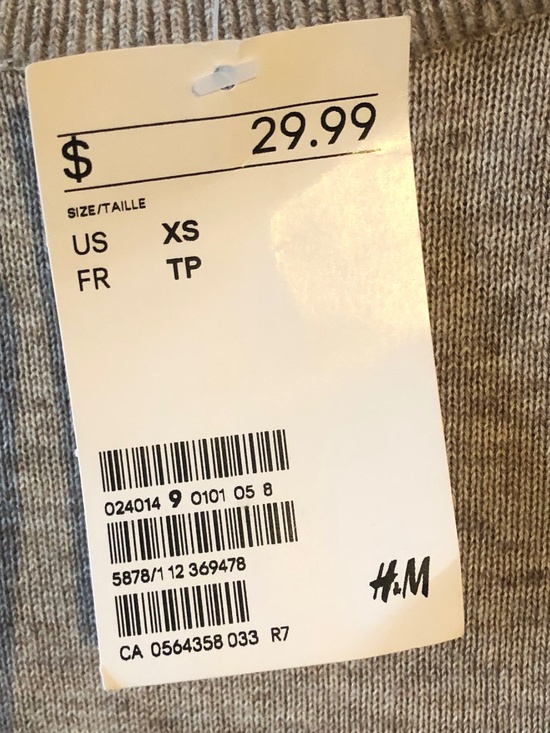 $ 29.99
SIZE/TAILLE
US XS
FR TP
024014 9 0101 05 8
5878/1 12 369478
H&M
CA 0564358 033 R7